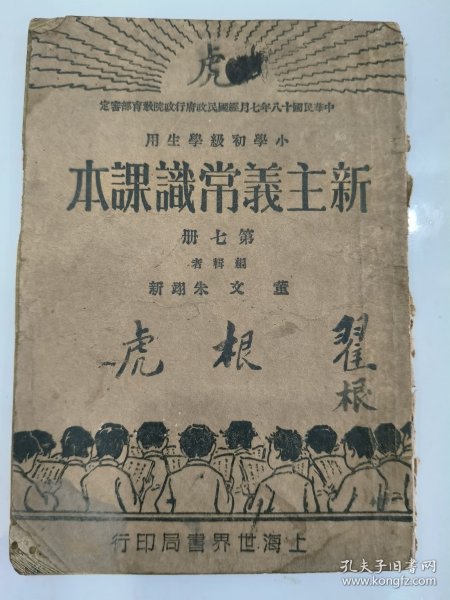 虎
中華民國十八年七月經國民政府行政院教育部審定
小學初級學生用
新主義常識課本
第七册
編輯者
董文 朱翊新
翟根虎
根
上海世界書局印行
孔夫子旧书网
www.kongfz.com